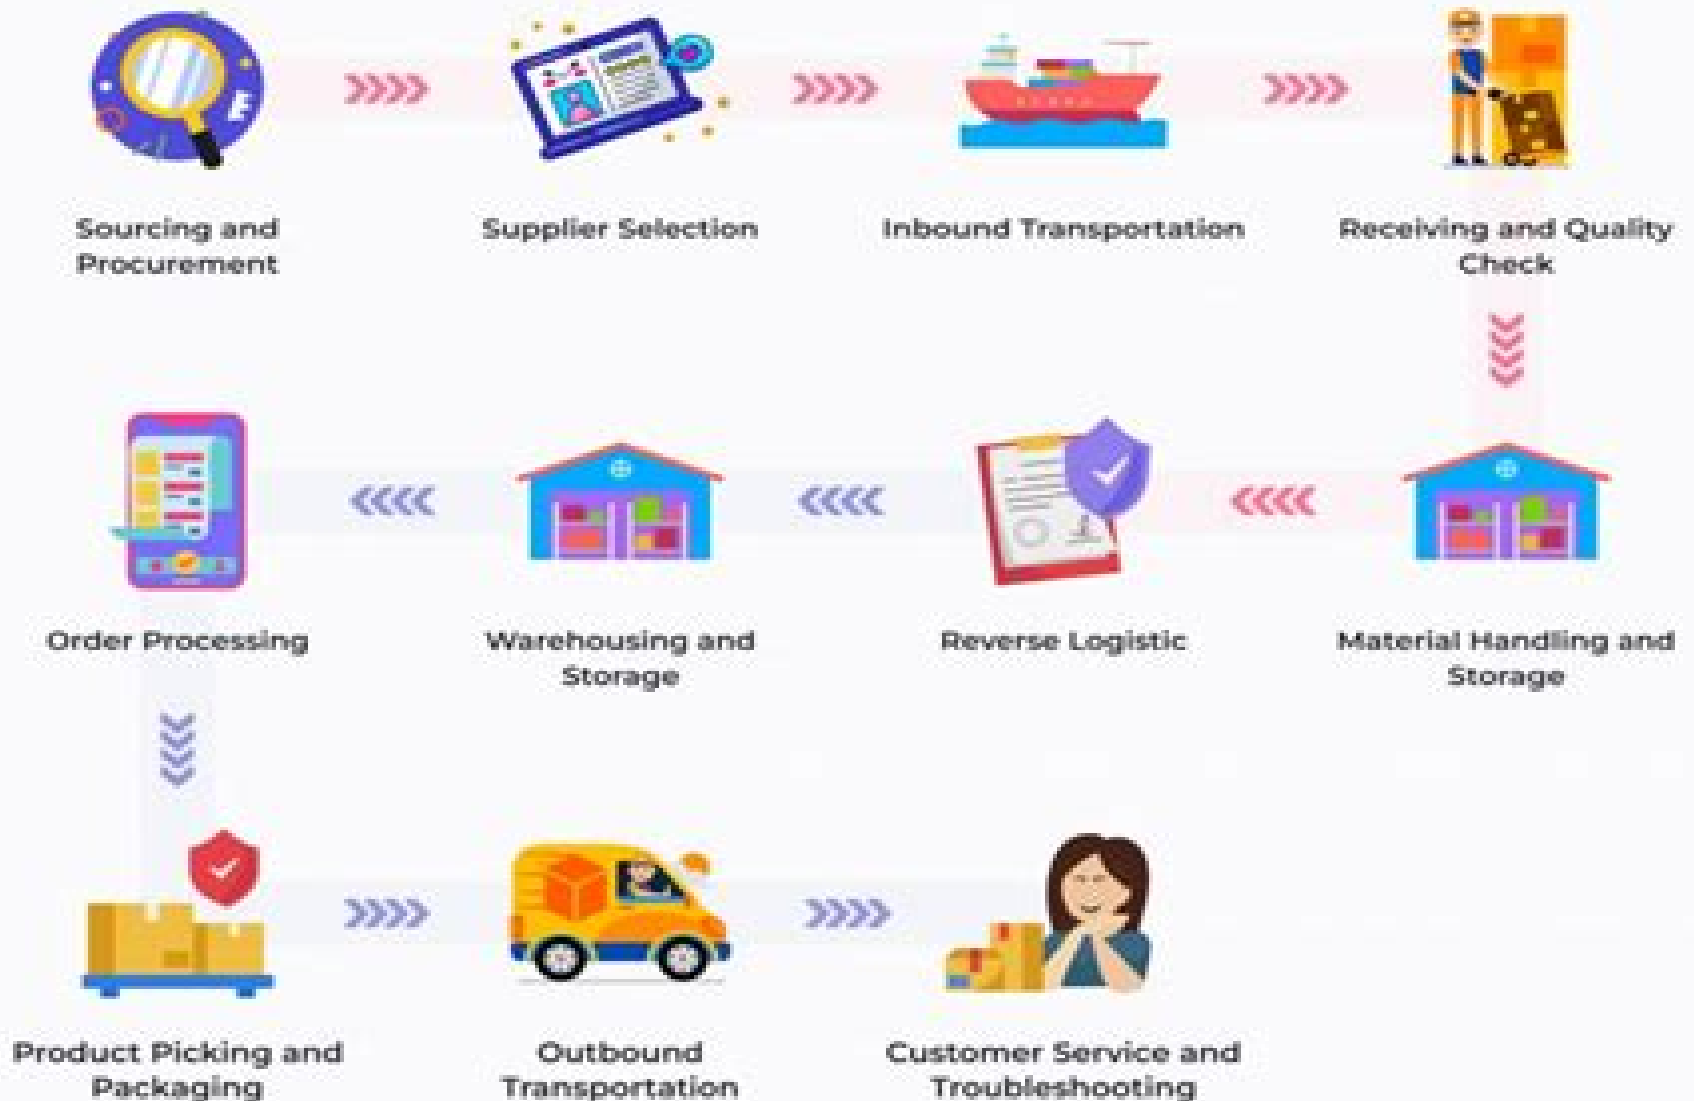 Sourcing and
Procurement
Supplier Selection
Inbound Transportation
Receiving and Quality
Check
Order Processing
Warehousing and
Storage
Reverse Logistic
Material Handling and
Storage
Product Picking and
Packaging
Outbound
Transportation
Customer Service and
Troubleshooting